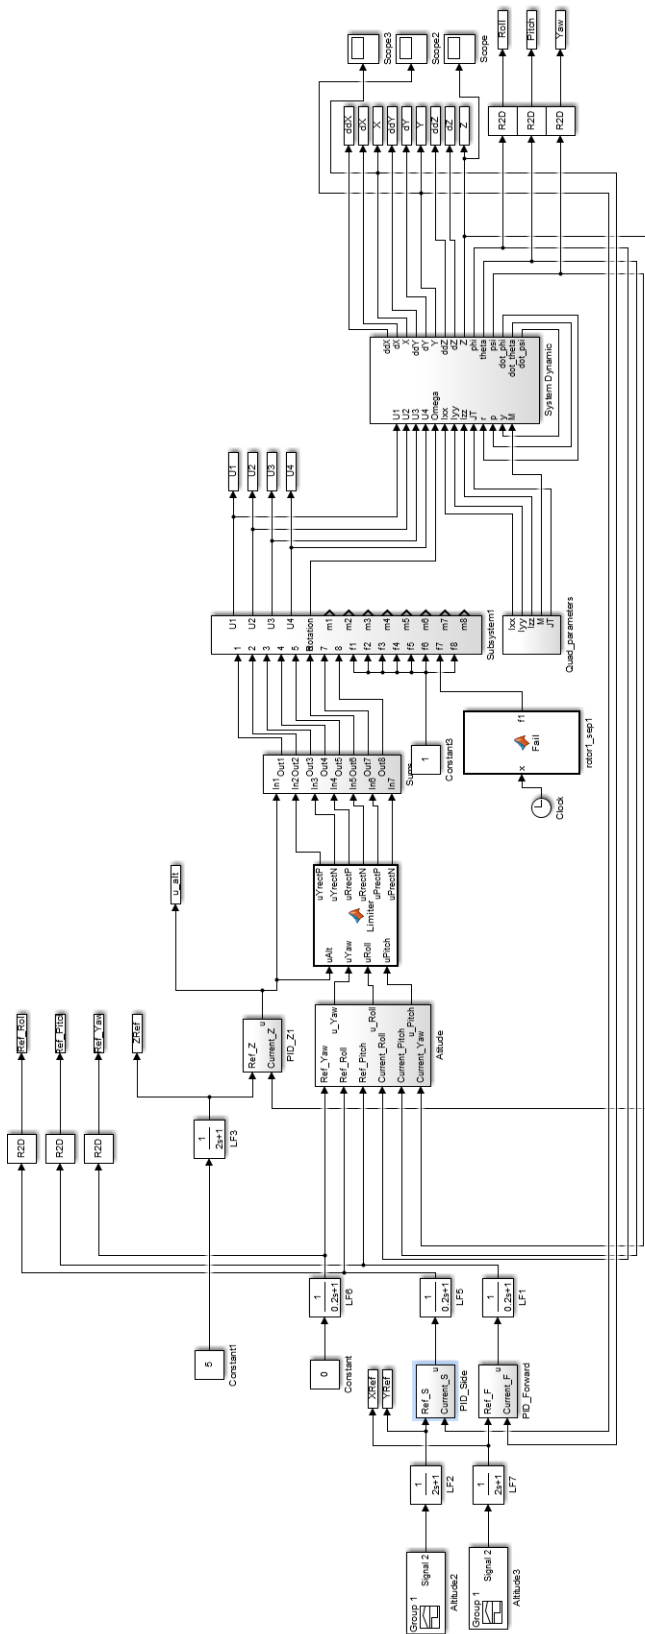 Group 1
Signal 2
Altitude2
Group 1
Signal 2
Altitude3
1
2s+1
LF2
1
2s+1
LF7
XRef
YRef
Ref_S
Current_S
u
PID_Side
Ref_F
Current_F
u
PID_Forward
5
Constant1
0
Constant
1
0.2s+1
LF6
1
0.2s+1
LF5
1
0.2s+1
LF1
1
2s+1
LF3
R2D
R2D
R2D
Ref_Roll
Ref_Pitch
Ref_Yaw
ZRef
Ref_Z
Current_Z
u
PID_Z1
u_alt
Ref_Yaw
Ref_Roll
Ref_Pitch
Current_Roll
Current_Pitch
Current_Yaw
u_Yaw
u_Roll
u_Pitch
Atitude
uAlt
uYaw
uRoll
uPitch
Limiter
uYrectP
uYrectN
uRrectP
uRrectN
uPrectP
uPrectN
In1
In2
In3
In4
In5
In6
In7
Out1
Out2
Out3
Out4
Out5
Out6
Out7
Out8
1
Constant3
Clock
x
Fail
f1
rotor1_sep1
1
2
3
4
5
7
8
f1
f2
f3
f4
f5
f6
f7
f8
U1
U2
U3
U4
Rotation
m1
m2
m3
m4
m5
m6
m7
m8
Subsystem1
U1
U2
U3
U4
Ixx
Iyy
Izz
M
JT
Quad_parameters
U1
U2
U3
U4
Omega
Ixx
Iyy
Izz
JT
r
p
y
M
ddX
dX
X
ddY
dY
Y
ddZ
dZ
Z
phi
theta
psi
dot_phi
dot_theta
dot_psi
System Dynamic
ddX
dX
X
ddY
dY
Y
ddZ
dZ
Z
Scope3
Scope2
Scope
R2D
R2D
R2D
Roll
Pitch
Yaw